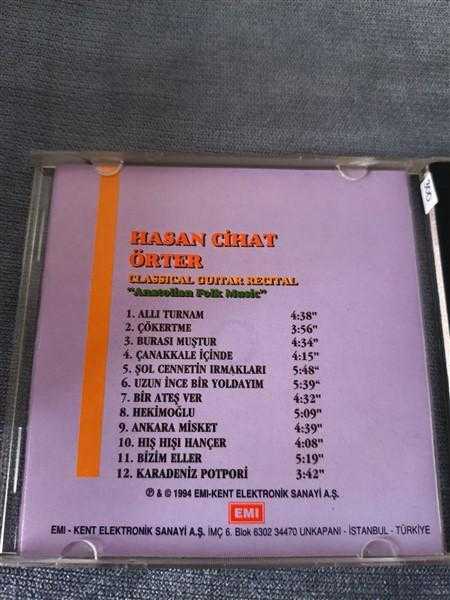 HASAN CİHAT
ÖRTER
CLASSICAL GUITAR RECITAL
"Anatolian Folk Music"
1. ALLI TURNAM 4:38"
2. ÇÖKERTME 3:56"
3. BURASI MUŞTUR 4:34"
4. ÇANAKKALE İÇİNDE 4:15"
5. ŞOL CENNETİN IRMAKLARI 5:48"
6. UZUN İNCE BİR YOLDAYIM 5:39"
7. BİR ATEŞ VER 4:32"
8. HEKİMOĞLU 5:09"
9. ANKARA MISKET 4:39"
10. HIŞ HIŞI HANÇER 4:08"
11. BİZİM ELLER 5:19"
12. KARADENİZ POTPORİ 3:42"
℗ & © 1994 EMI-KENT ELEKTRONİK SANAYİ A.Ş.
EMI
EMI - KENT ELEKTRONİK SANAYİ A.Ş. İMÇ 6. Blok 6302 34470 UNKAPANI - İSTANBUL - TÜRKİYE